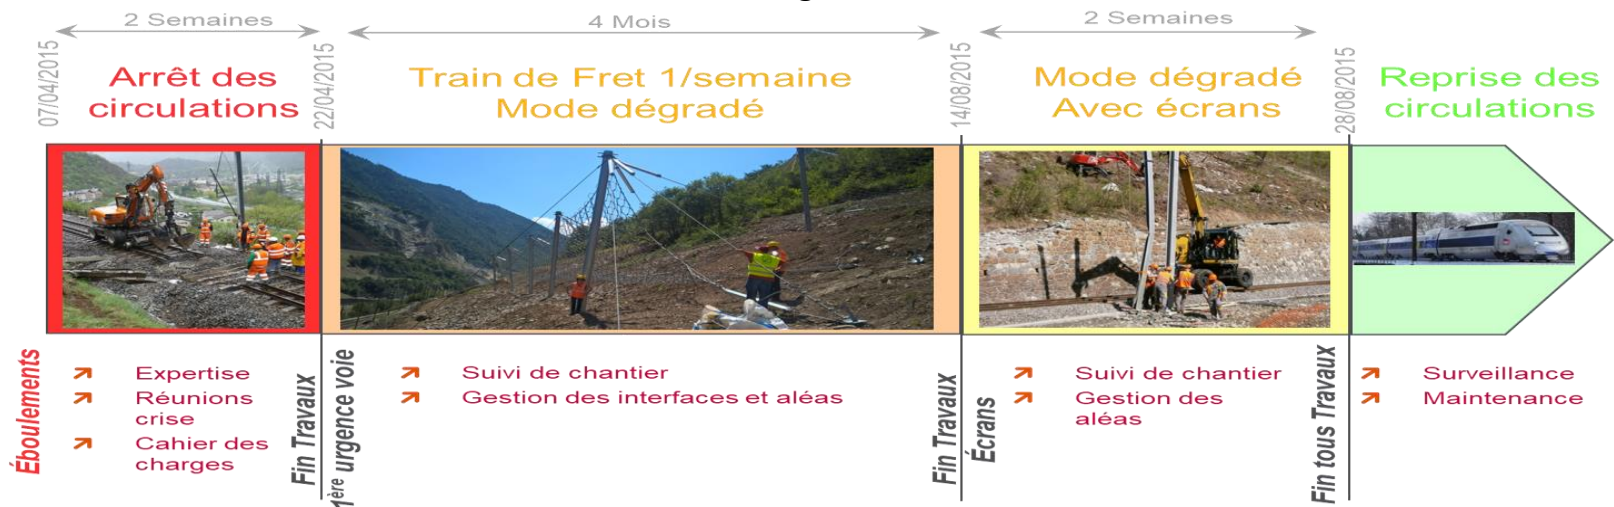 2 Semaines
4 Mois
2 Semaines
07/04/2015
Arrêt des
circulations
22/04/2015
Train de Fret 1/semaine
Mode dégradé
14/08/2015
Mode dégradé
Avec écrans
28/08/2015
Reprise des
circulations
Éboulements
Expertise
Réunions
crise
Cahier des
charges
Fin Travaux
1ère urgence voie
Suivi de chantier
Gestion des interfaces et aléas
Fin Travaux
Écrans
Suivi de chantier
Gestion des
aléas
Fin tous Travaux
Surveillance
Maintenance